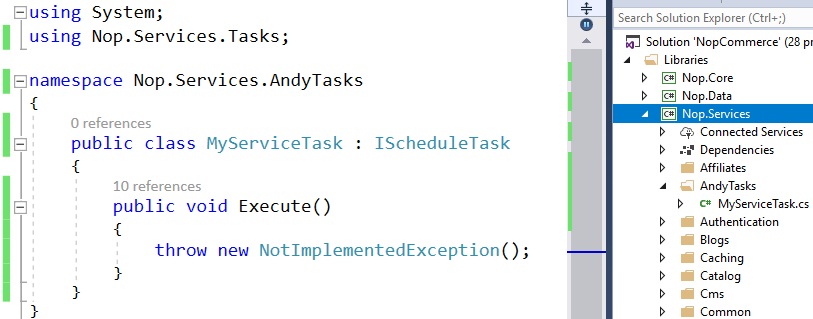 using System;
using Nop.Services.Tasks;
namespace Nop.Services.AndyTasks
{
0 references
public class MyServiceTask : IScheduleTask
{
10 references
public void Execute()
{
throw new NotImplementedException();
}
}
}
Search Solution Explorer (Ctrl+;)
Solution 'NopCommerce' (28 pr
Libraries
C# Nop.Core
C# Nop.Data
C# Nop.Services
Connected Services
Dependencies
Affiliates
AndyTasks
C# MyServiceTask.cs
Authentication
Blogs
Caching
Catalog
Cms
Common